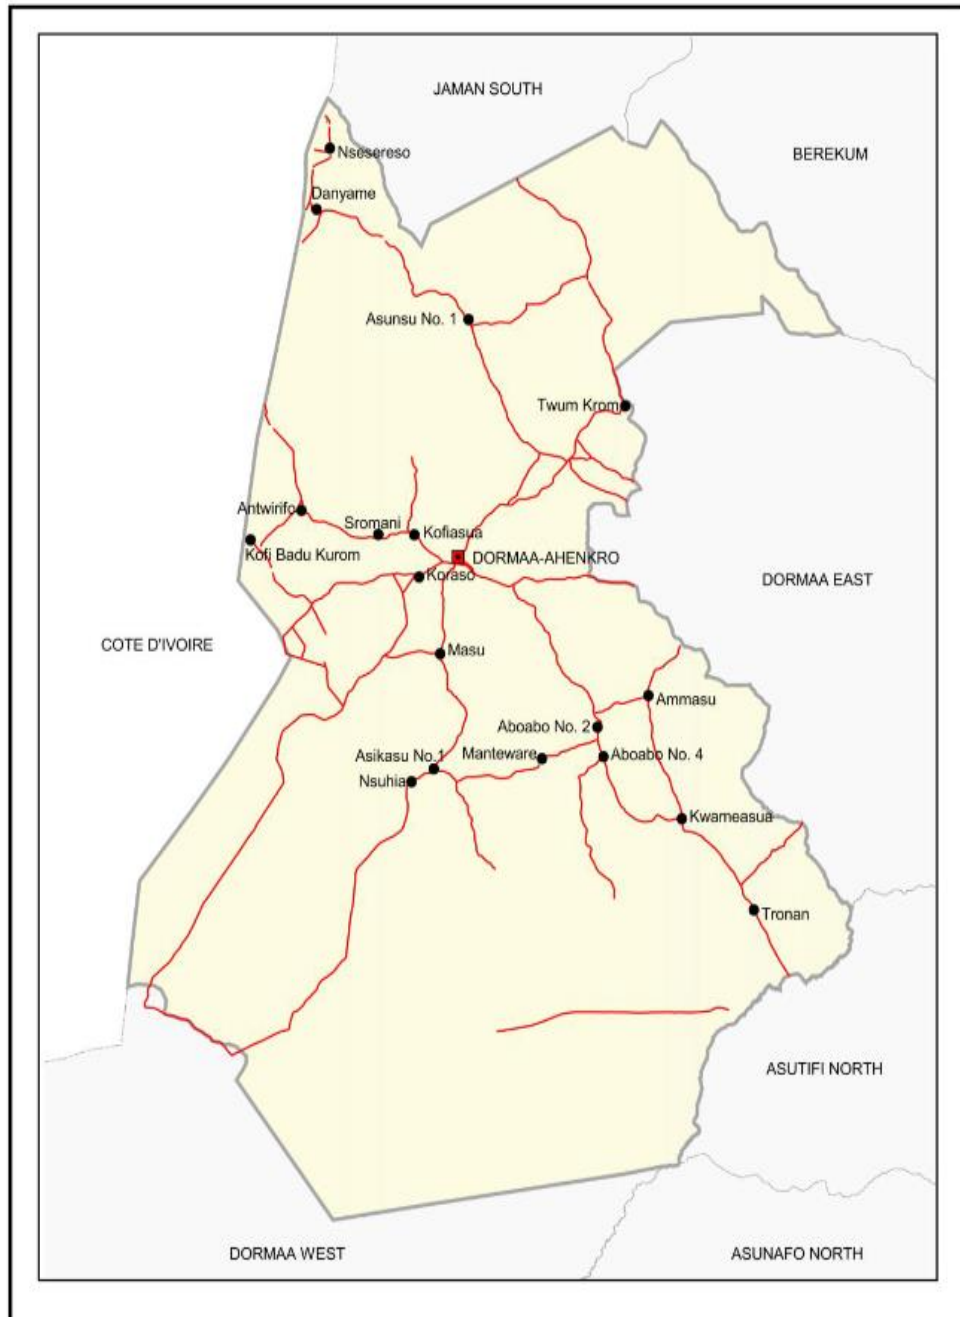 JAMAN SOUTH
BEREKUM
Nsesereso
Danyame
Asunsu No. 1
Twum Krom
Antwirifo
Sromani
Kofiasua
Kofi Badu Kurom
DORMAA-AHENKRO
Koraso
DORMAA EAST
COTE D'IVOIRE
Masu
Ammasu
Aboabo No. 2
Asikasu No.1
Manteware
Aboabo No. 4
Nsuhia
Kwameasua
Tronan
ASUTIFI NORTH
DORMAA WEST
ASUNAFO NORTH